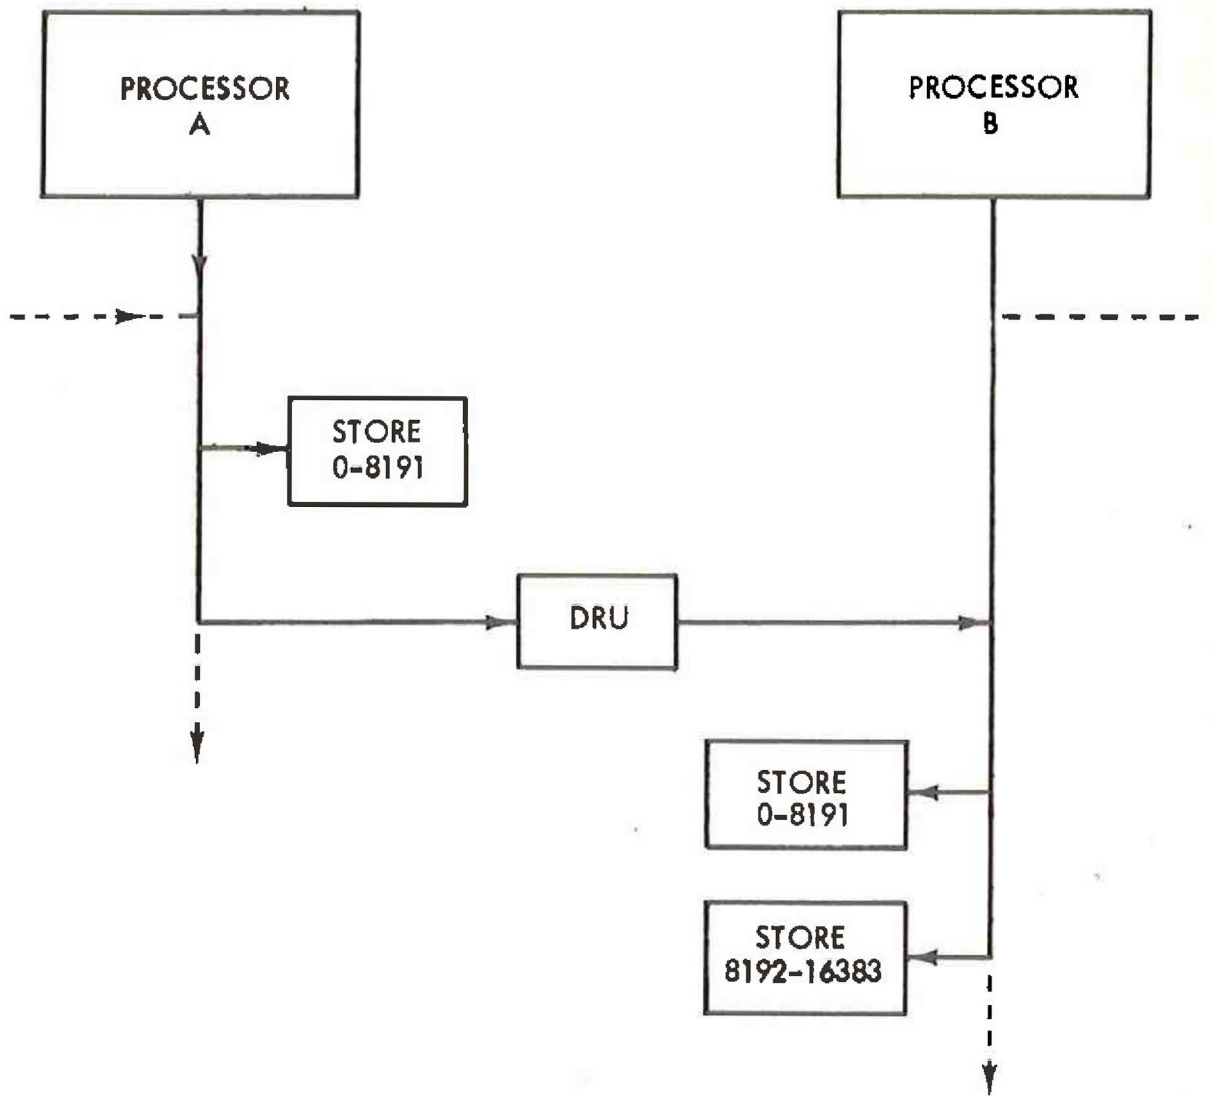 PROCESSOR
A
PROCESSOR
B
STORE
0-8191
DRU
STORE
0-8191
STORE
8192-16383